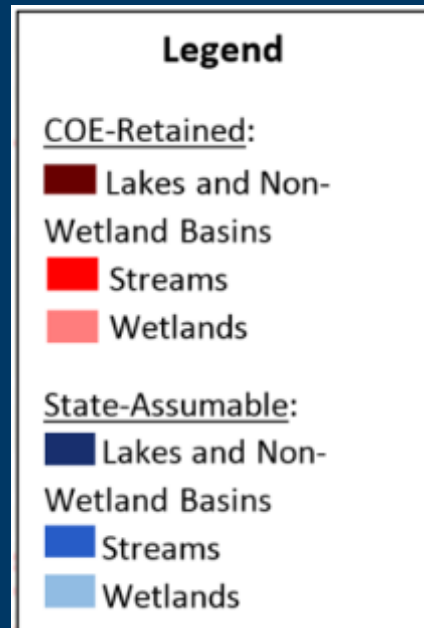 Legend
COE-Retained:
Lakes and Non-
Wetland Basins
Streams
Wetlands
State-Assumable:
Lakes and Non-
Wetland Basins
Streams
Wetlands